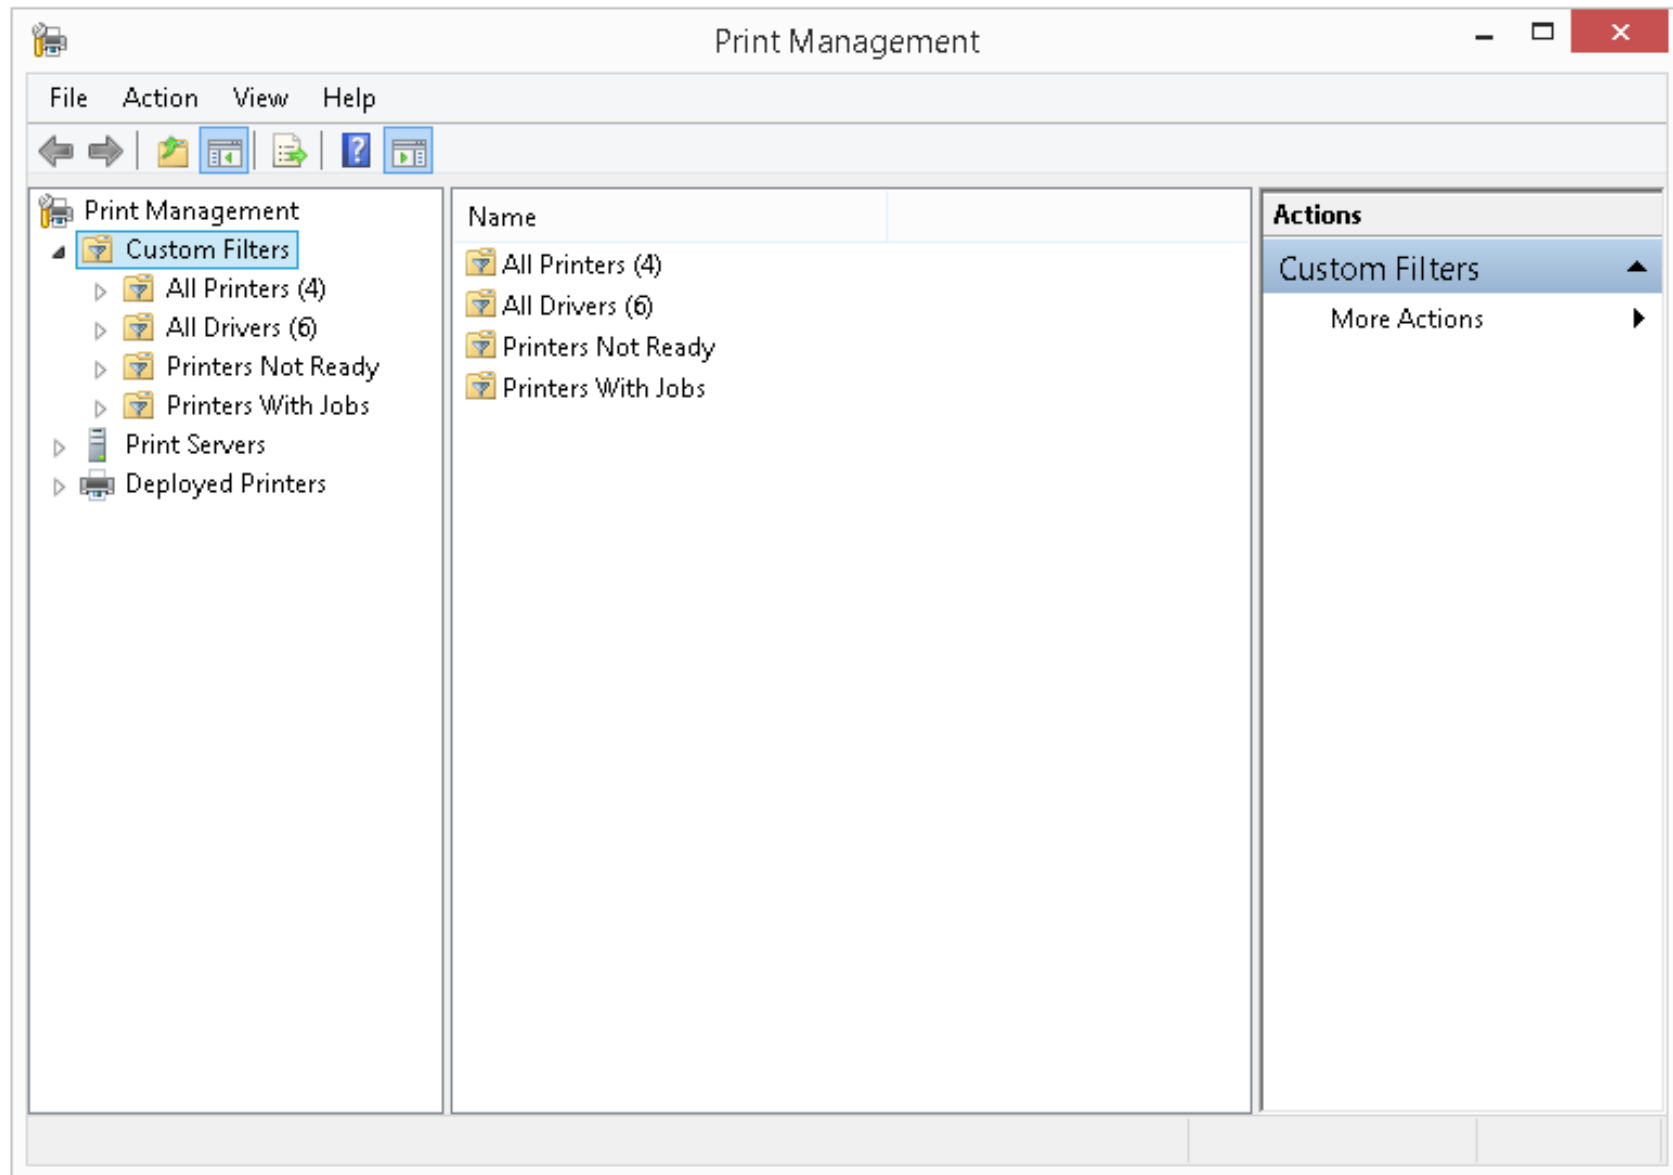 Print Management
File Action View Help
Print Management
Custom Filters
All Printers (4)
All Drivers (6)
Printers Not Ready
Printers With Jobs
Print Servers
Deployed Printers
Name
All Printers (4)
All Drivers (6)
Printers Not Ready
Printers With Jobs
Actions
Custom Filters
More Actions